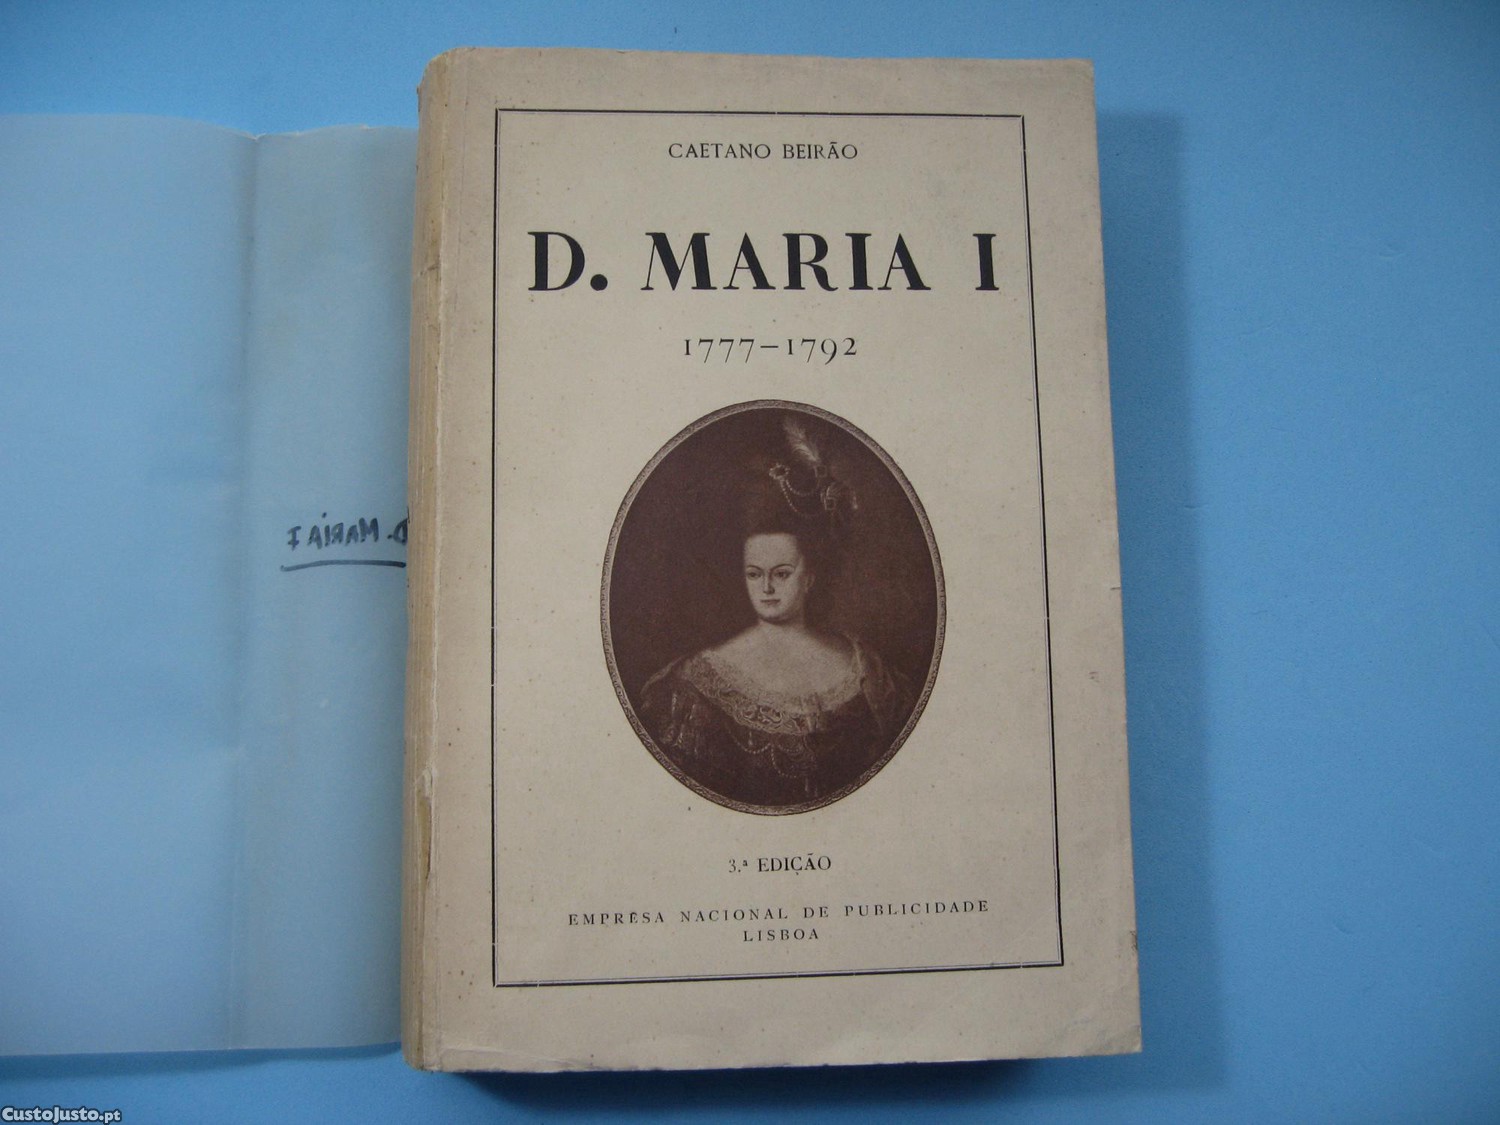 CAETANO BEIRÃO
D. MARIA I
1777-1792
3.ª EDIÇÃO
EMPRÊSA NACIONAL DE PUBLICIDADE
LISBOA
D. MARIA I
CustoJusto.pt